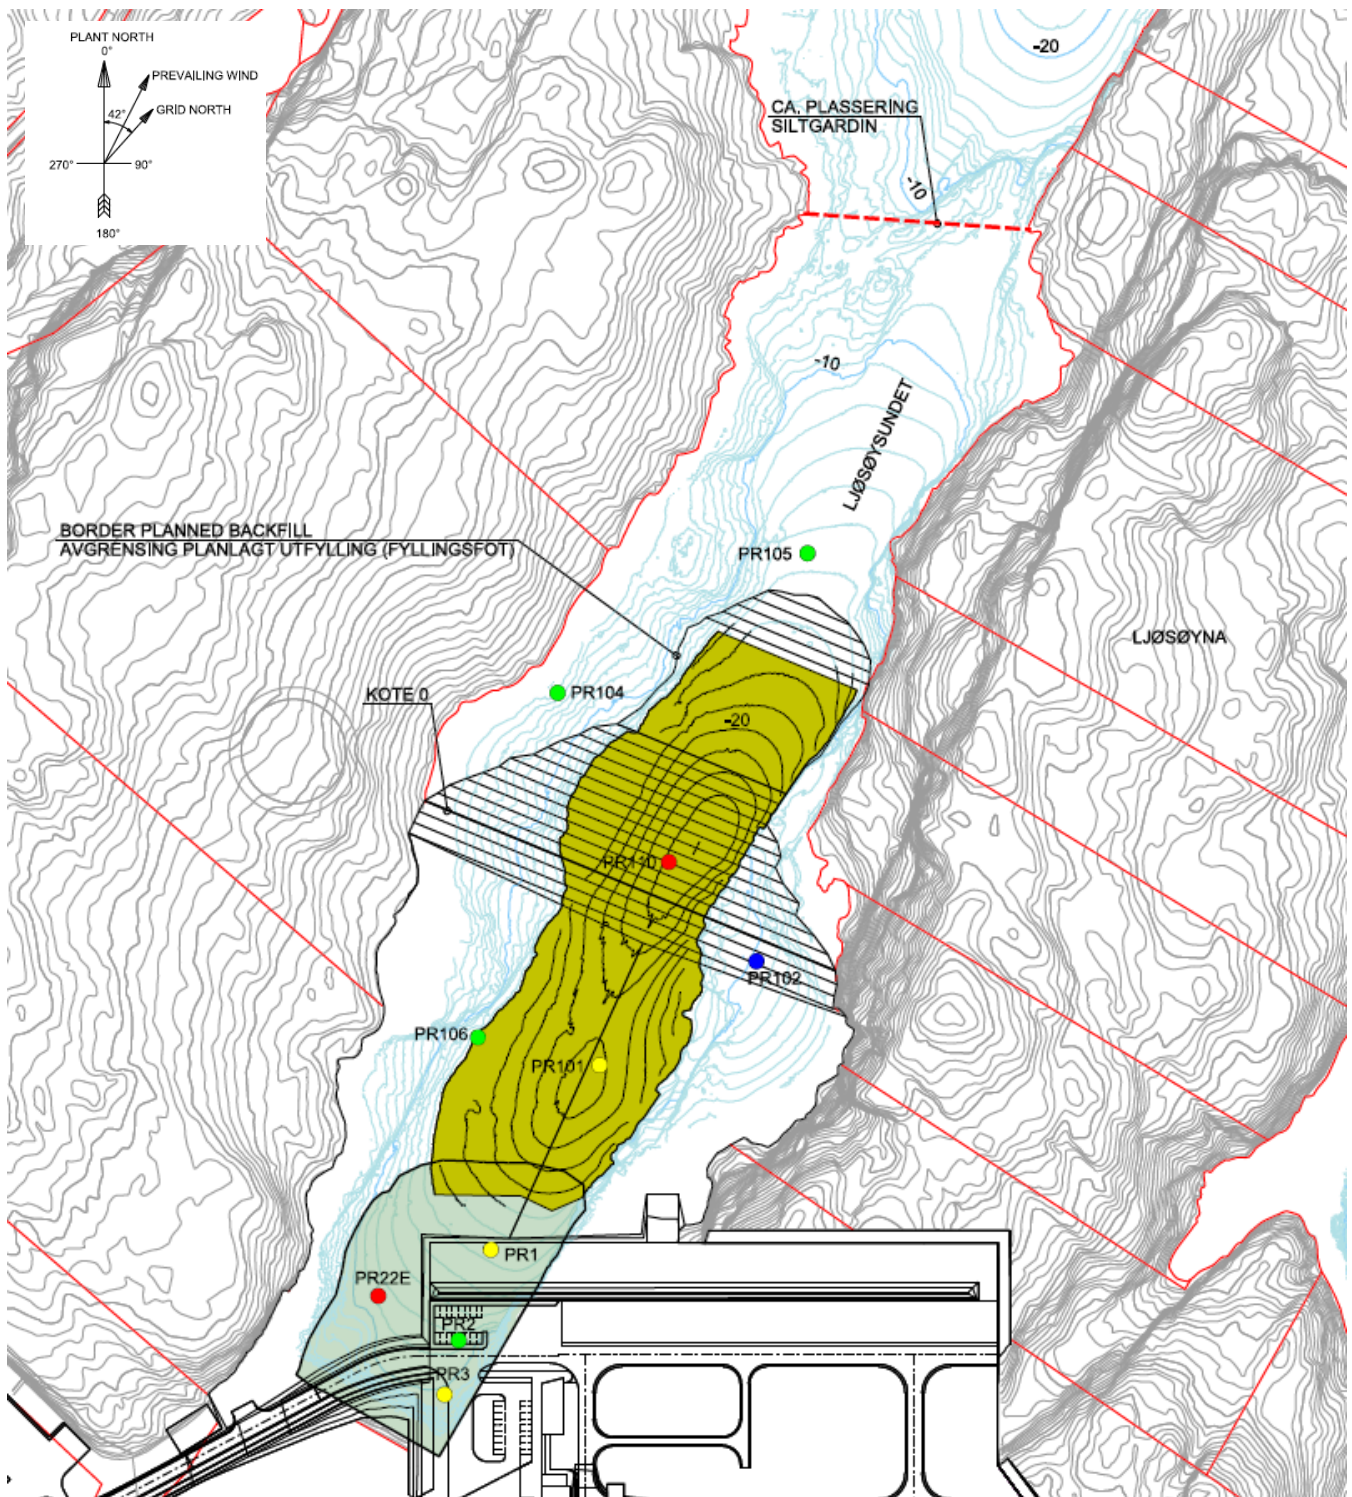 PLANT NORTH
0°
PREVAILING WIND
GRID NORTH
42°
270°
90°
180°
-20
CA. PLASSERING
SILTGARDIN
-10
-10
LJØSØYSUNDET
BORDER PLANNED BACKFILL
AVGRENSING PLANLAGT UTFYLLING (FYLLINGSFOT)
PR105
LJØSØYNA
KOTE 0
PR104
-20
PR110
PR102
PR106
PR101
PR1
PR22E
PR2
PR3